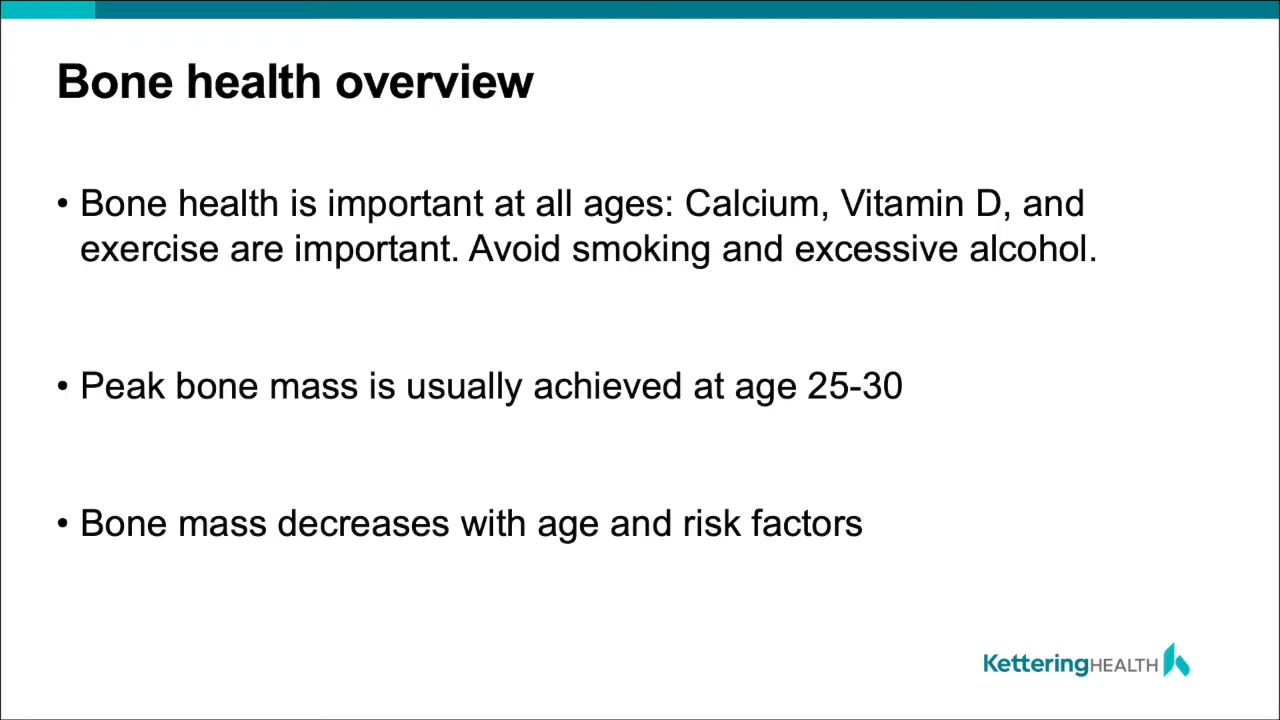 Bone health overview
• Bone health is important at all ages: Calcium, Vitamin D, and
exercise are important. Avoid smoking and excessive alcohol.
• Peak bone mass is usually achieved at age 25-30
• Bone mass decreases with age and risk factors
KetteringHEALTH